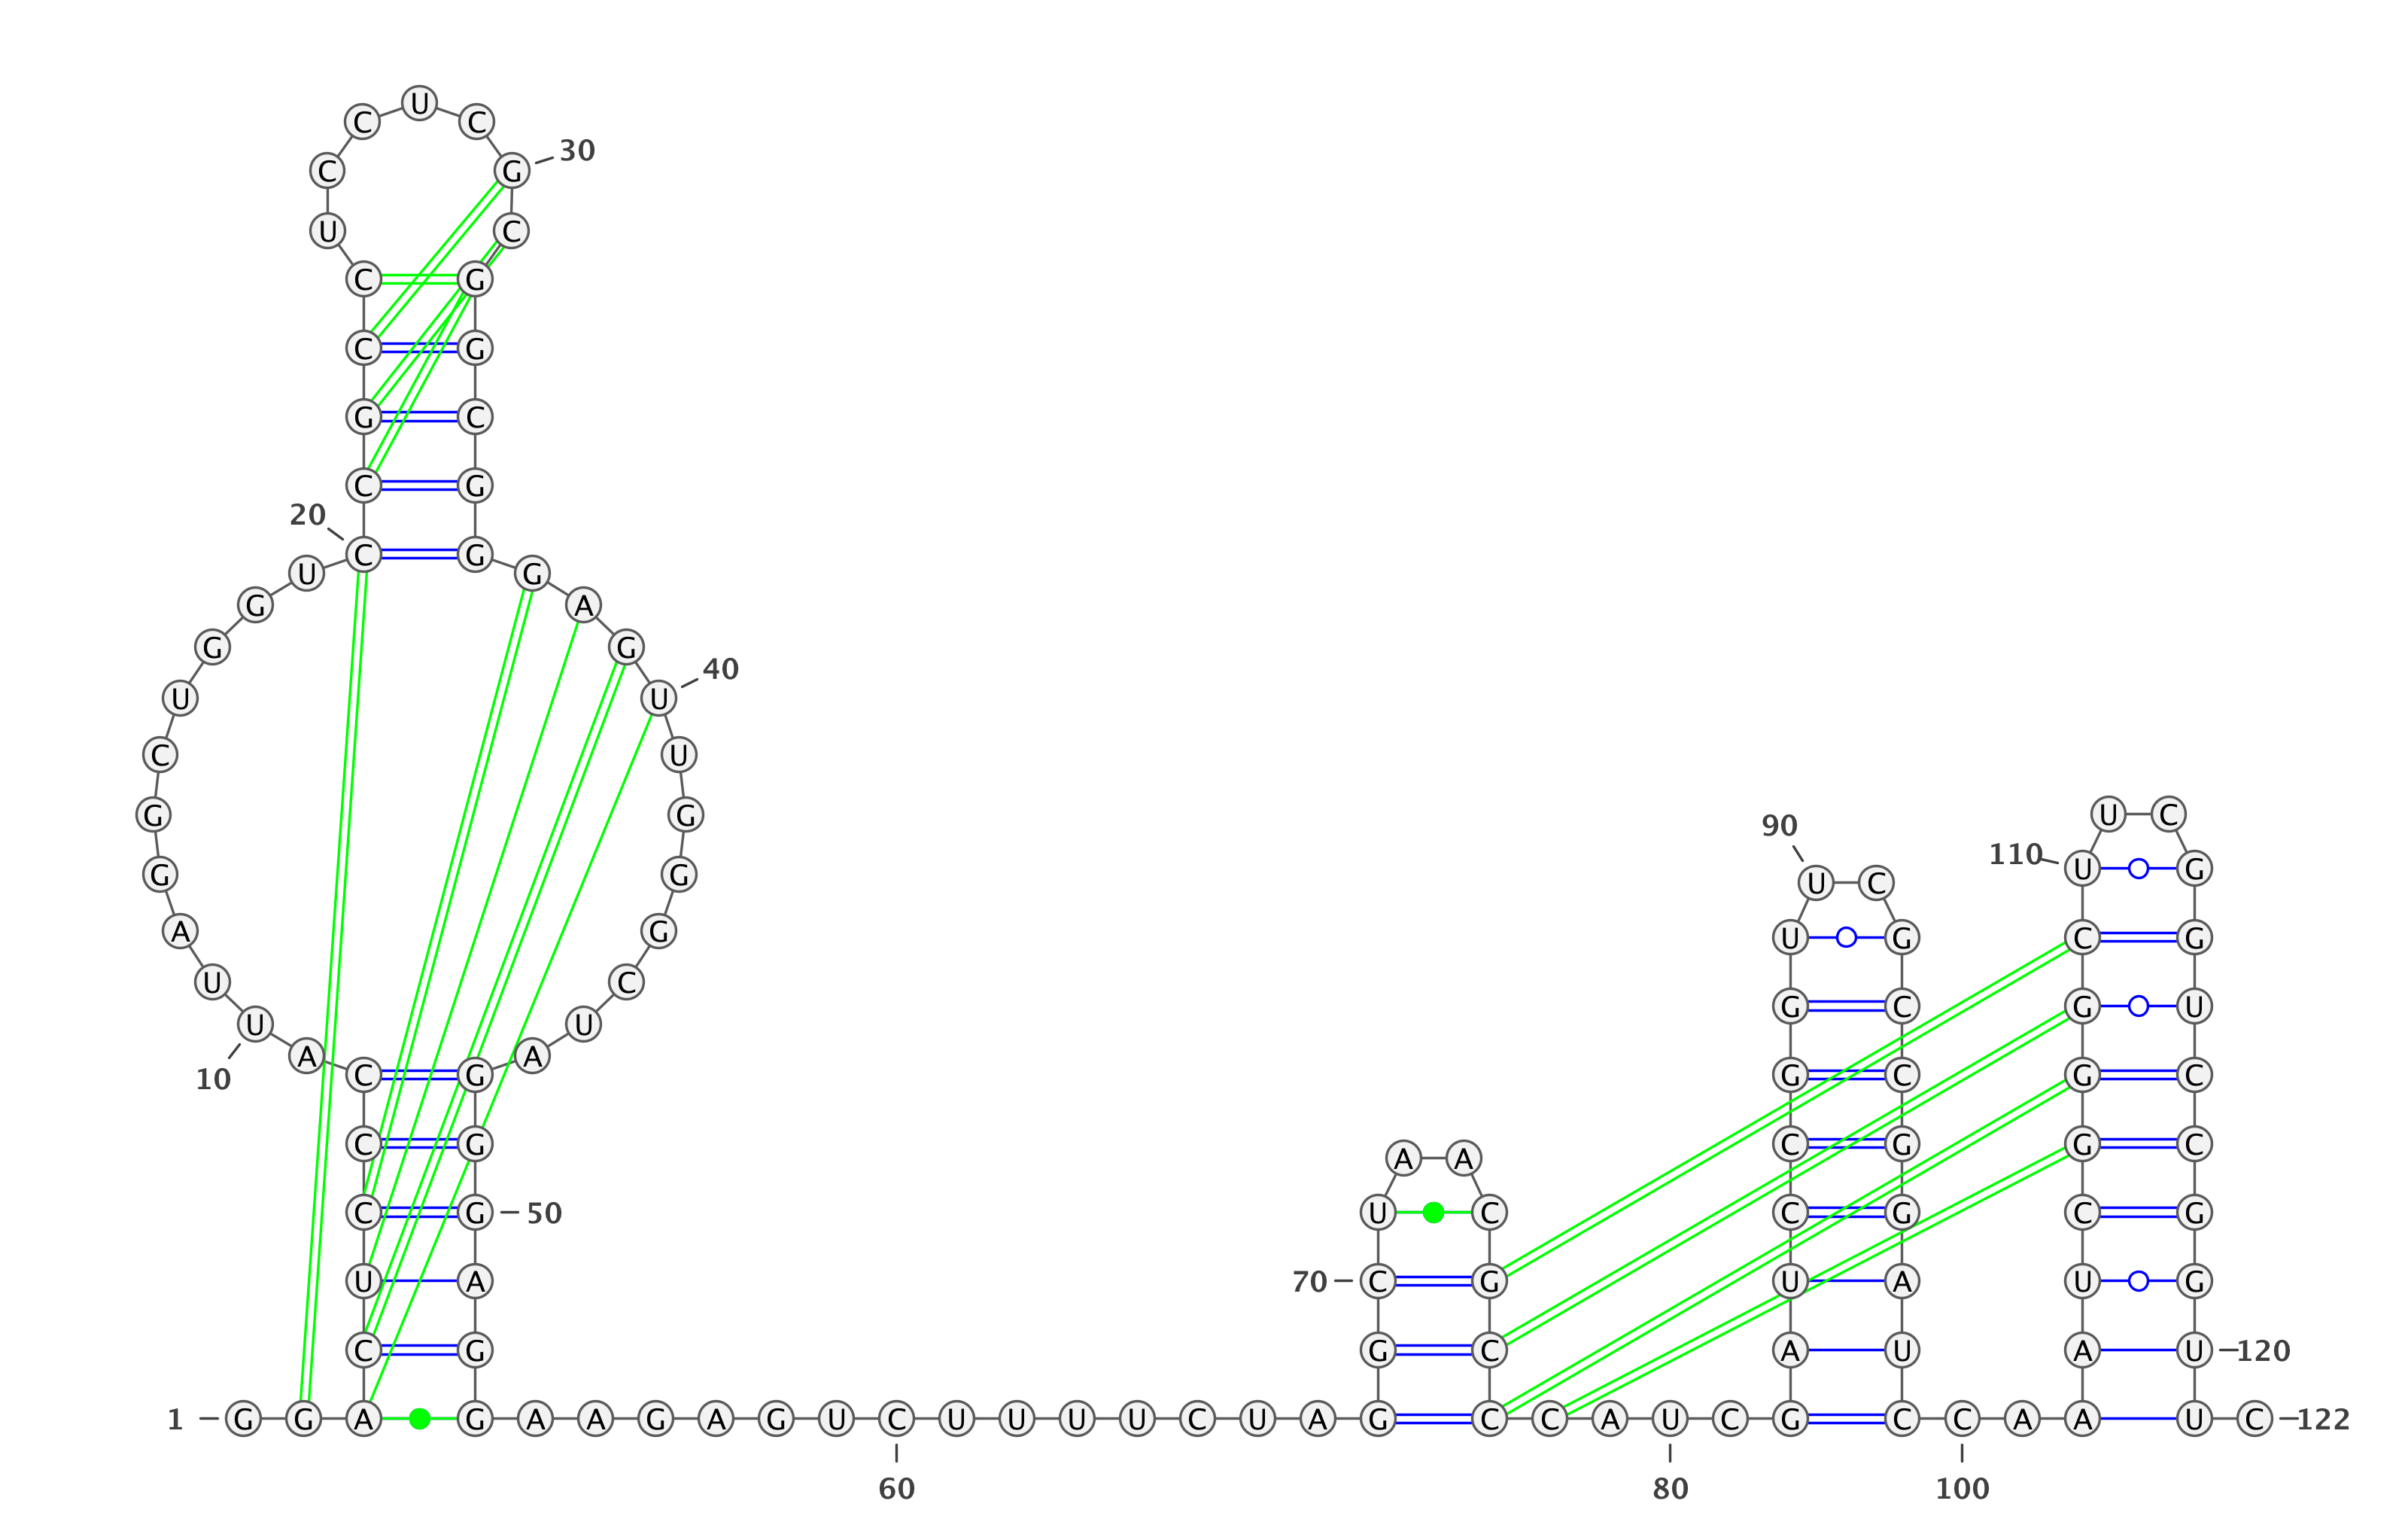 U
C C
30
C G
U C
C G
C G
G C
C G
20
C G
U G
G A
G G
40
U U
C U
G G U C
90
110
U G
G G U C
A G U G C G
U C
G C G U
U U
A A
C G G C G C
10
C G C G G C
A A
C G 50 U C C G C G
U A 70 C G U A U G
C G G C A U A U 120
1 G G A G A A G A G U C U U U U C U A G C C A U C G C C A A U C 122
60 80 100